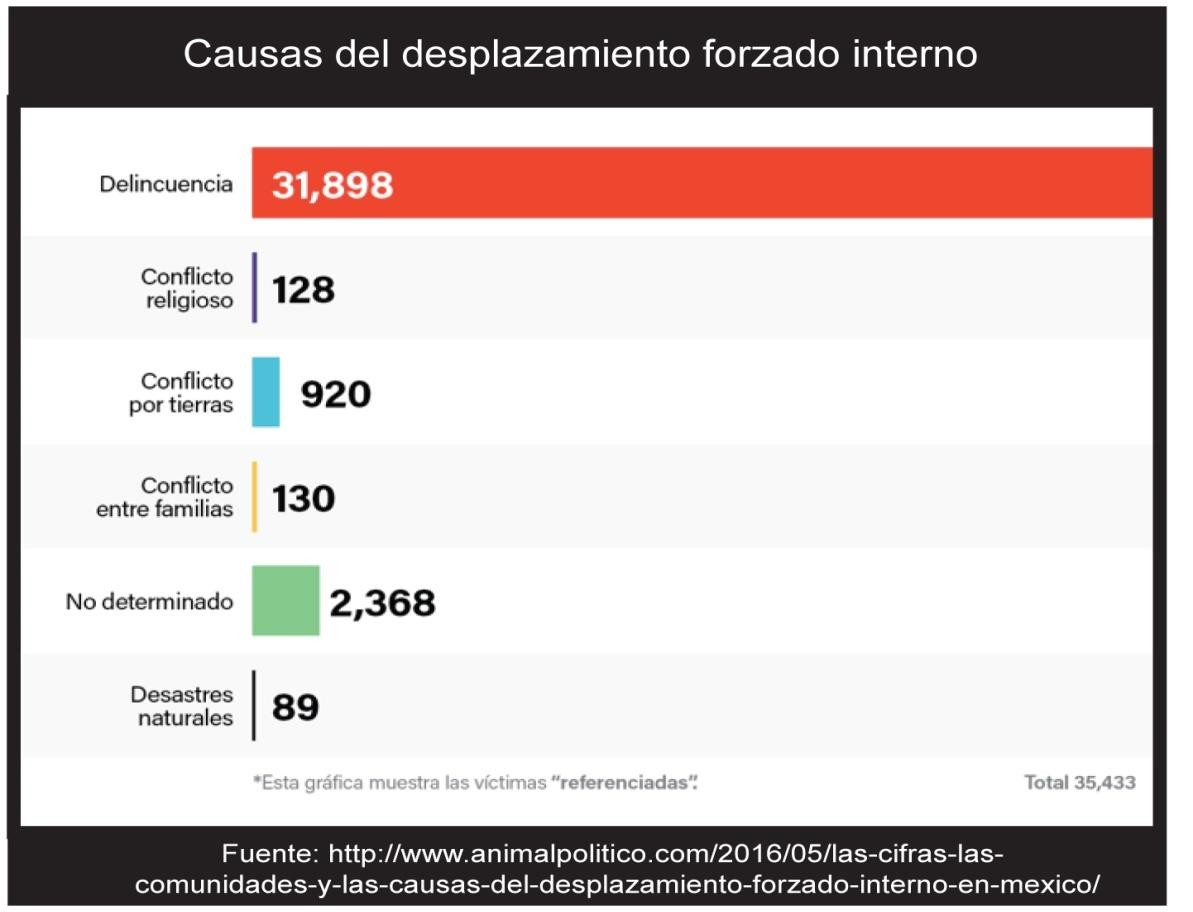 Causas del desplazamiento forzado interno
Delincuencia
31,898
Conflicto
religioso
128
Conflicto
por tierras
920
Conflicto
entre familias
130
No determinado
2,368
Desastres
naturales
89
*Esta gráfica muestra las víctimas “referenciadas”.
Total 35,433
Fuente: http://www.animalpolitico.com/2016/05/las-cifras-las-
comunidades-y-las-causas-del-desplazamiento-forzado-interno-en-mexico/